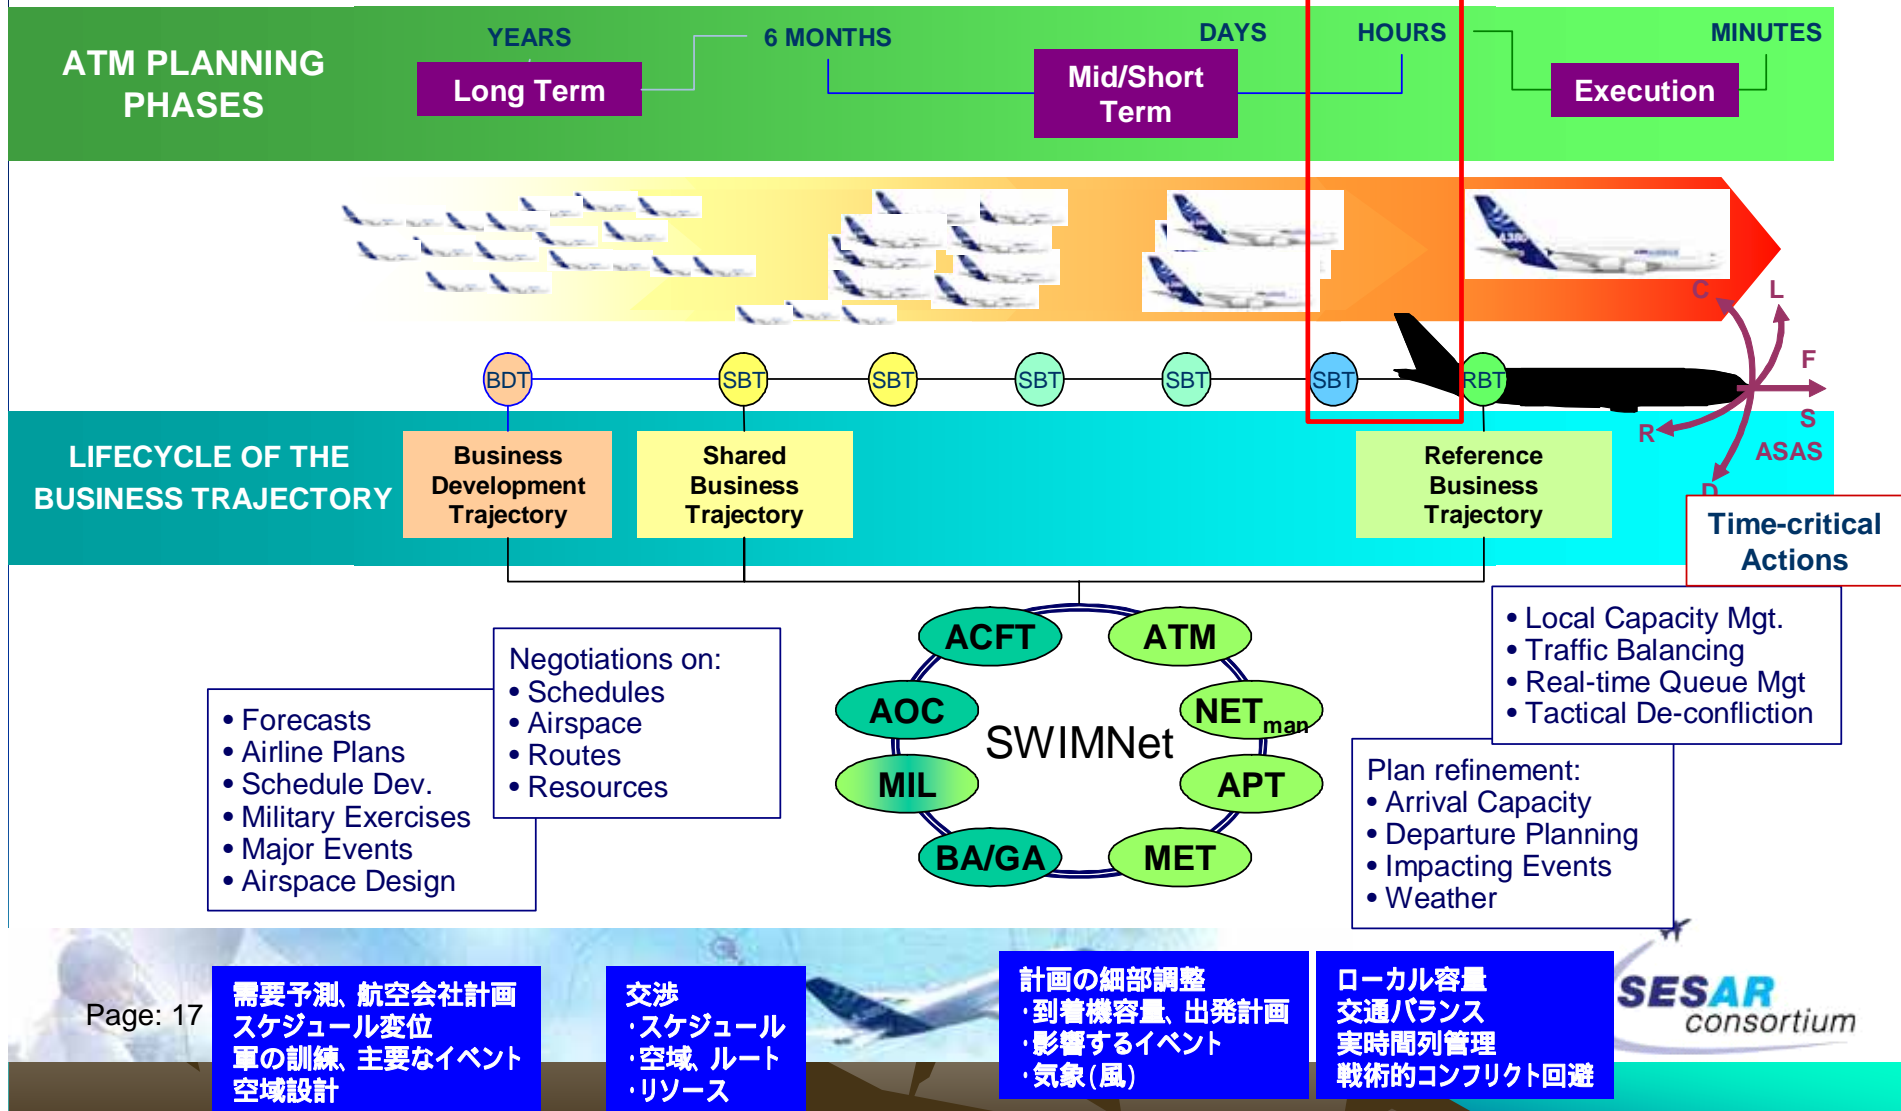 YEARS
6 MONTHS
DAYS
HOURS
MINUTES
ATM PLANNING
PHASES
Long Term
Mid/Short
Term
Execution
A380
C
L
F
S
R
ASAS
D
BDT
SBT
SBT
SBT
SBT
SBT
RBT
LIFECYCLE OF THE
BUSINESS TRAJECTORY
Business
Development
Trajectory
Shared
Business
Trajectory
Reference
Business
Trajectory
Time-critical
Actions
• Forecasts
• Airline Plans
• Schedule Dev.
• Military Exercises
• Major Events
• Airspace Design
Negotiations on:
• Schedules
• Airspace
• Routes
• Resources
ACFT
ATM
AOC
NETman
SWIMNet
MIL
APT
BA/GA
MET
• Local Capacity Mgt.
• Traffic Balancing
• Real-time Queue Mgt
• Tactical De-confliction
Plan refinement:
• Arrival Capacity
• Departure Planning
• Impacting Events
• Weather
Page: 17
需要予測、航空会社計画
スケジュール変位
軍の訓練、主要なイベント
空域設計
交渉
・スケジュール
・空域、ルート
・リソース
計画の細部調整
・到着機容量、出発計画
・影響するイベント
・気象(風)
ローカル容量
交通バランス
実時間列管理
戦術的コンフリクト回避
SESAR
consortium